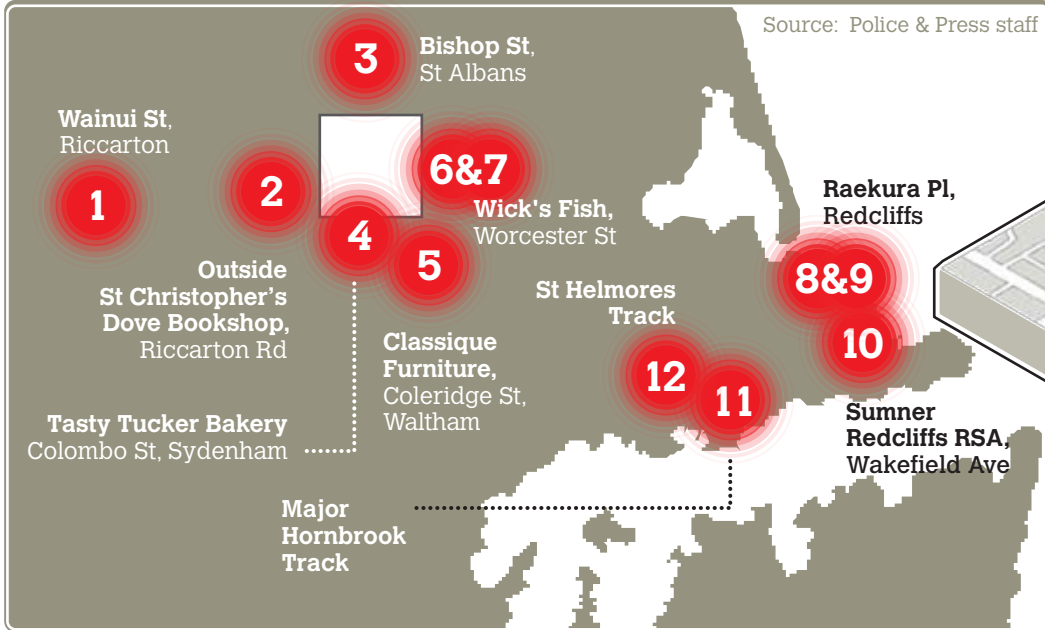 Source: Police & Press staff
3
Bishop St,
St Albans
Wainui St,
Riccarton
1
2
6&7
Wick's Fish,
Worcester St
4
5
Raekura Pl,
Redcliffs
8&9
Outside
St Christopher’s
Dove Bookshop,
Riccarton Rd
St Helmores
Track
10
Classique
Furniture,
Coleridge St,
Waltham
12
11
Tasty Tucker Bakery
Colombo St, Sydenham
Sumner
Redcliffs RSA,
Wakefield Ave
Major
Hornbrook
Track